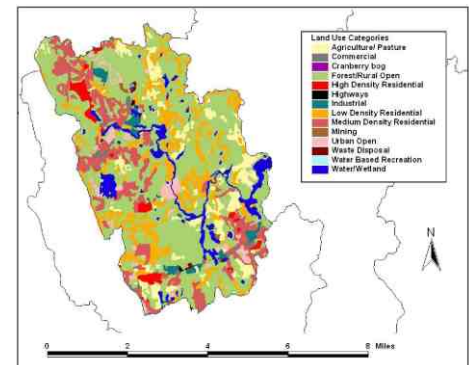 Land Use Categories
Agriculture/ Pasture
Commercial
Cranberry bog
Forest/Rural Open
High Density Residential
Highways
Industrial
Low Density Residential
Medium Density Residential
Mining
Urban Open
Waste Disposal
Water Based Recreation
Water/Wetland
N
0 2 4 6 8 Miles